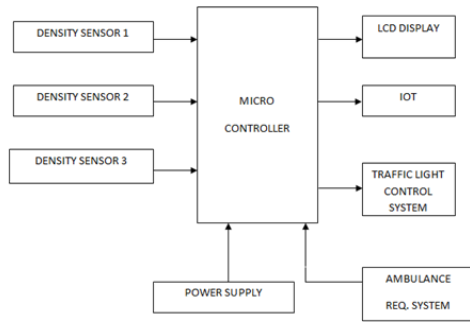 DENSITY SENSOR 1
DENSITY SENSOR 2
DENSITY SENSOR 3
MICRO
CONTROLLER
LCD DISPLAY
IOT
TRAFFIC LIGHT
CONTROL
SYSTEM
POWER SUPPLY
AMBULANCE
REQ. SYSTEM